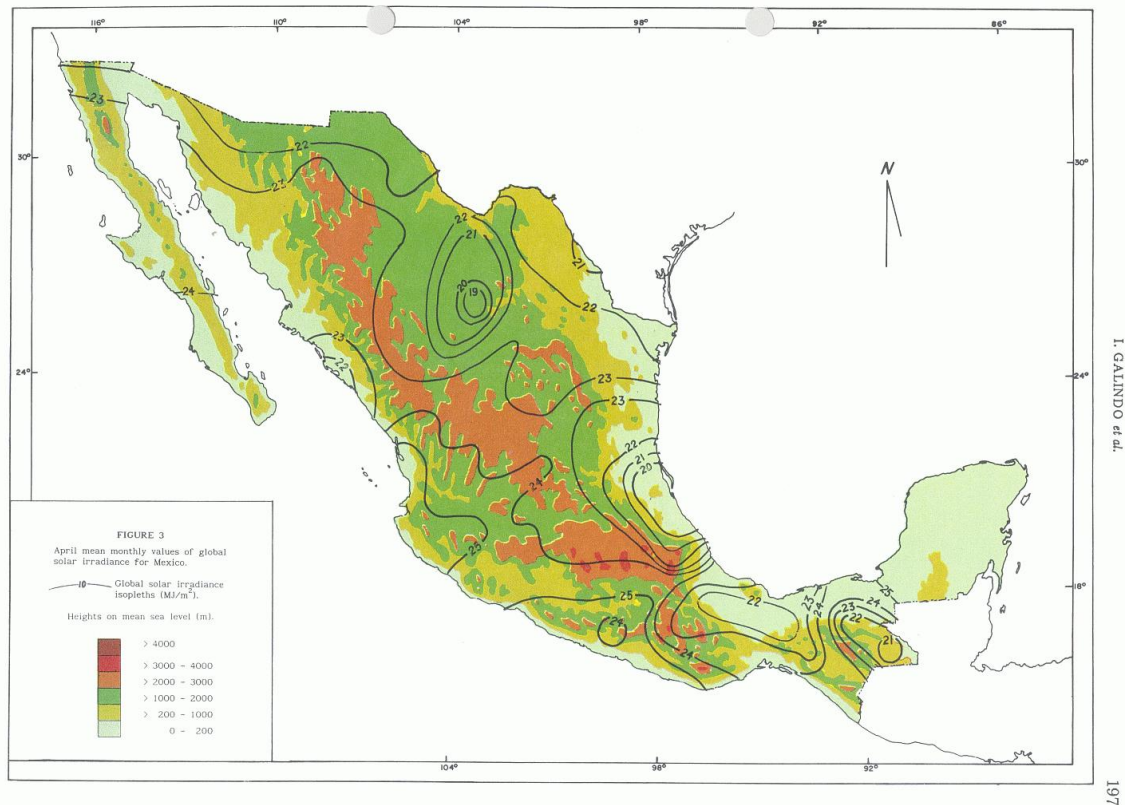 116° 110° 104° 98° 92° 86°
23
22
30° 30°
23
22
21
21
20 19
24
22
23
22
24° 23 24°
23
22
21
20
24
FIGURE 3
April mean monthly values of global
solar irradiance for Mexico.
10 Global solar irradiance
isopleths (MJ/m²).
Heights on mean sea level (m).
> 4000
> 3000 - 4000
> 2000 - 3000
> 1000 - 2000
> 200 - 1000
0 - 200
25
25
24
24
22
23
24
25
24
23
22
21
18°
104° 98° 92°
N
I. GALINDO et al.
197